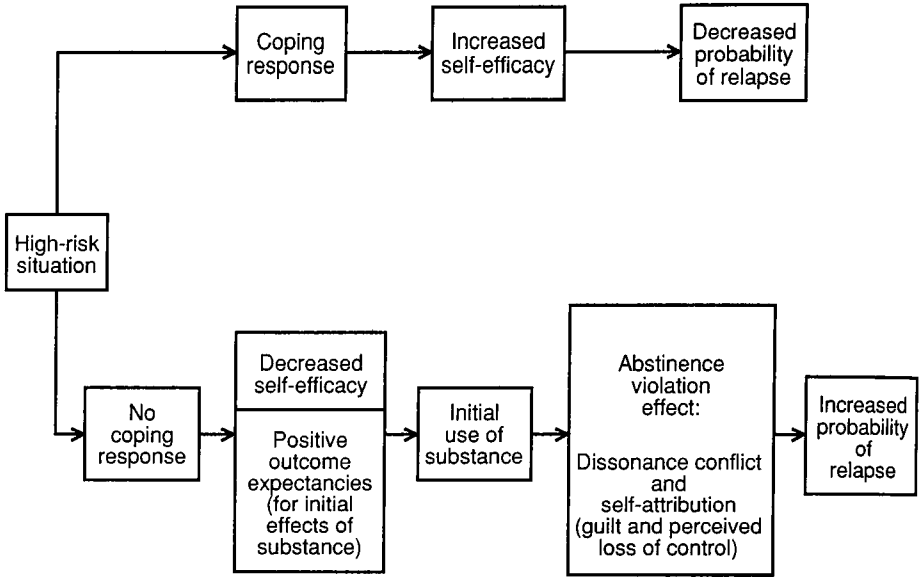 Coping
response
Increased
self-efficacy
Decreased
probability
of relapse
High-risk
situation
No
coping
response
Decreased
self-efficacy
Positive
outcome
expectancies
(for initial
effects of
substance)
Initial
use of
substance
Abstinence
violation
effect:
Dissonance conflict
and
self-attribution
(guilt and perceived
loss of control)
Increased
probability
of
relapse